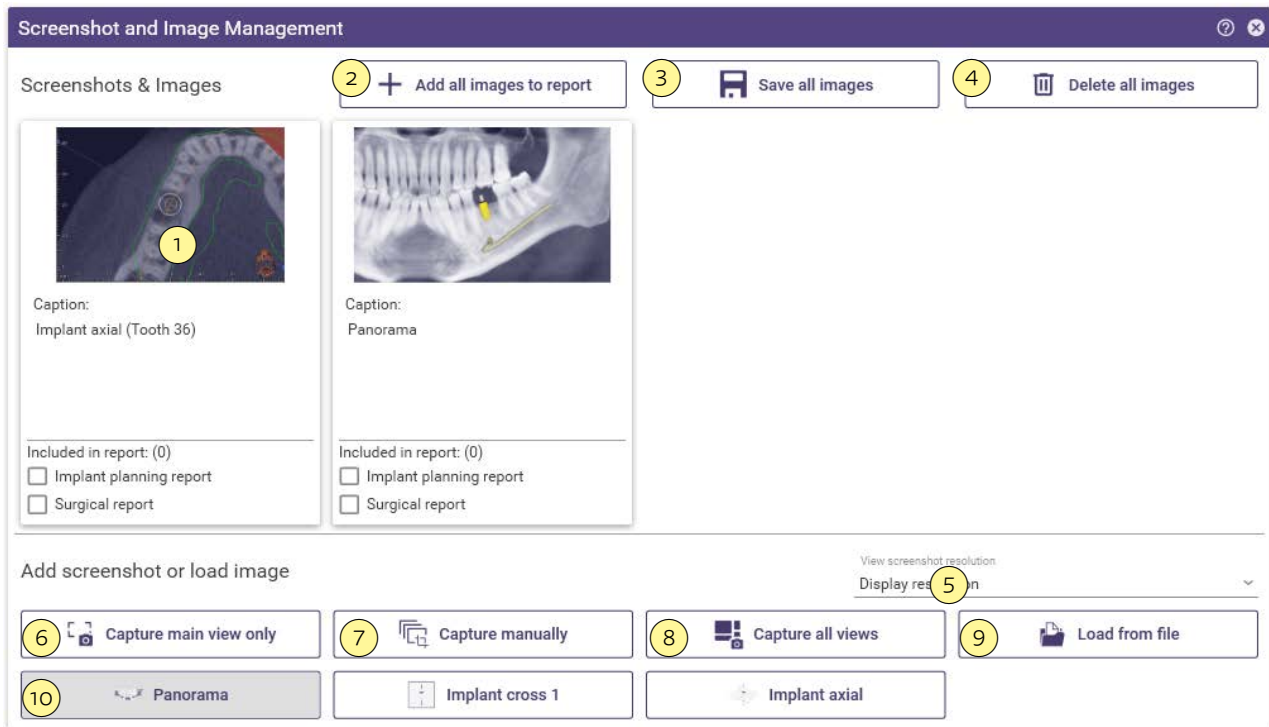 Screenshot and Image Management
Screenshots & Images
2 Add all images to report
3 Save all images
4 Delete all images
1
Caption:
Implant axial (Tooth 36)
Included in report: (0)
Implant planning report
Surgical report
Caption:
Panorama
Included in report: (0)
Implant planning report
Surgical report
Add screenshot or load image
View screenshot resolution
Display 5
6 Capture main view only
7 Capture manually
8 Capture all views
9 Load from file
10 Panorama
Implant cross 1
Implant axial